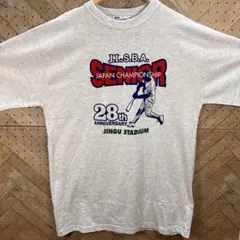 I.L.S.B.A.
SENIOR
JAPAN CHAMPIONSHIP
28th
ANNIVERSARY
JINGU STADIUM